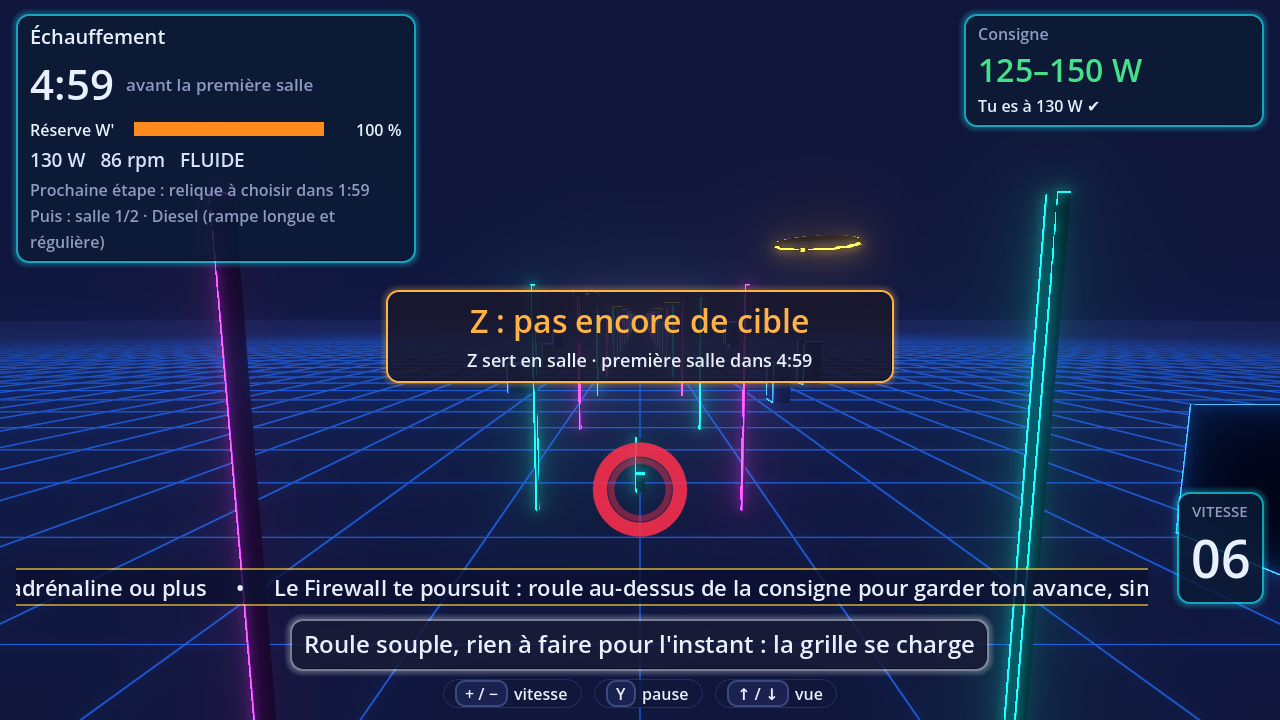 Échauffement
4:59 avant la première salle
Réserve W' 100 %
130 W 86 rpm FLUIDE
Prochaine étape : relique à choisir dans 1:59
Puis : salle 1/2 · Diesel (rampe longue et
régulière)
Consigne
125–150 W
Tu es à 130 W ✔
Z : pas encore de cible
Z sert en salle · première salle dans 4:59
VITESSE
06
adrénaline ou plus • Le Firewall te poursuit : roule au-dessus de la consigne pour garder ton avance, sin
Roule souple, rien à faire pour l'instant : la grille se charge
+ / − vitesse Y pause ↑ / ↓ vue